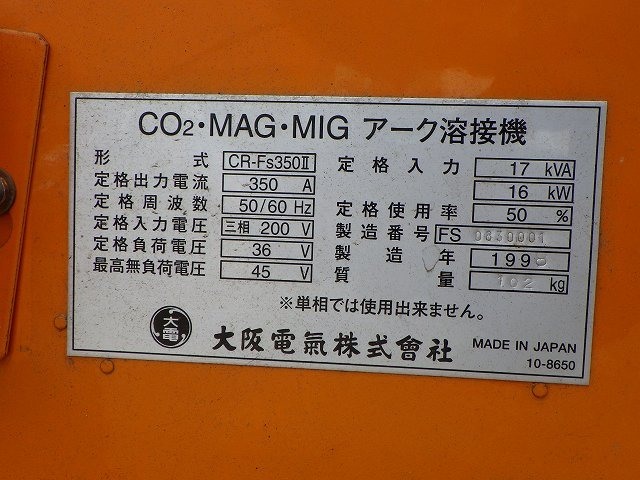 CO2・MAG・MIG アーク溶接機
形式 CR-Fs350Ⅱ
定格出力電流 350 A
定格周波数 50/60 Hz
定格入力電圧 三相 200 V
定格負荷電圧 36 V
最高無負荷電圧 45 V
定格入力 17 kVA
16 kW
定格使用率 50 %
製造番号 FS 0630001
製造年 199
質量 102 kg
※単相では使用出来ません。
大電
大阪電氣株式會社
MADE IN JAPAN
10-8650